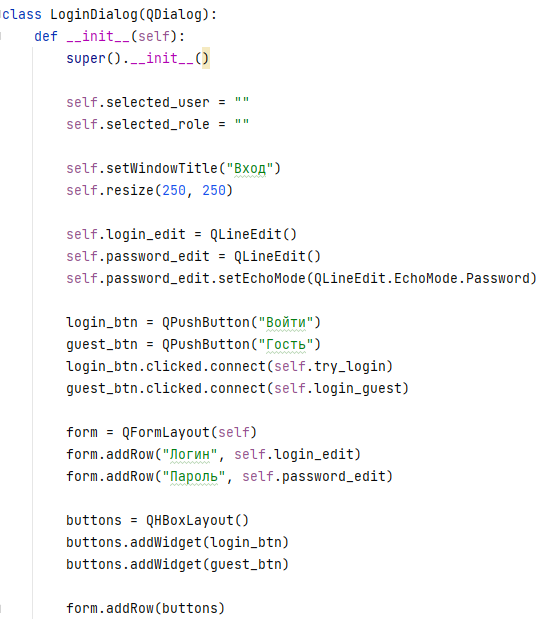 class LoginDialog(QDialog):
    def __init__(self):
        super().__init__()
        self.selected_user = ""
        self.selected_role = ""
        self.setWindowTitle("Вход")
        self.resize(250, 250)
        self.login_edit = QLineEdit()
        self.password_edit = QLineEdit()
        self.password_edit.setEchoMode(QLineEdit.EchoMode.Password)
        login_btn = QPushButton("Войти")
        guest_btn = QPushButton("Гость")
        login_btn.clicked.connect(self.try_login)
        guest_btn.clicked.connect(self.login_guest)
        form = QFormLayout(self)
        form.addRow("Логин", self.login_edit)
        form.addRow("Пароль", self.password_edit)
        buttons = QHBoxLayout()
        buttons.addWidget(login_btn)
        buttons.addWidget(guest_btn)
        form.addRow(buttons)